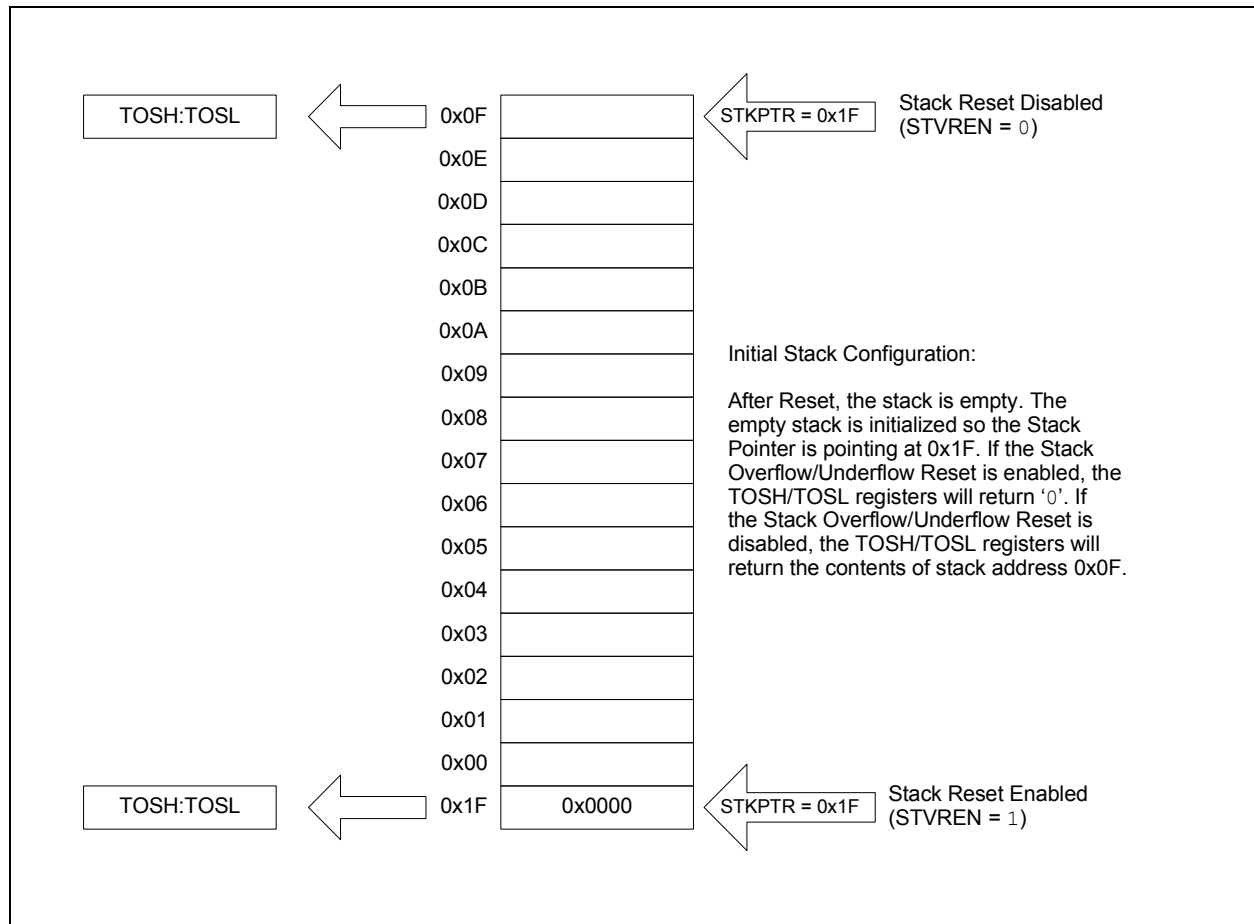 TOSH:TOSL
0x0F
STKPTR = 0x1F
Stack Reset Disabled
(STVREN = 0)
0x0E
0x0D
0x0C
0x0B
0x0A
0x09
0x08
0x07
0x06
0x05
0x04
0x03
0x02
0x01
0x00
Initial Stack Configuration:
After Reset, the stack is empty. The
empty stack is initialized so the Stack
Pointer is pointing at 0x1F. If the Stack
Overflow/Underflow Reset is enabled, the
TOSH/TOSL registers will return ‘0’. If
the Stack Overflow/Underflow Reset is
disabled, the TOSH/TOSL registers will
return the contents of stack address 0x0F.
TOSH:TOSL
0x1F
0x0000
STKPTR = 0x1F
Stack Reset Enabled
(STVREN = 1)